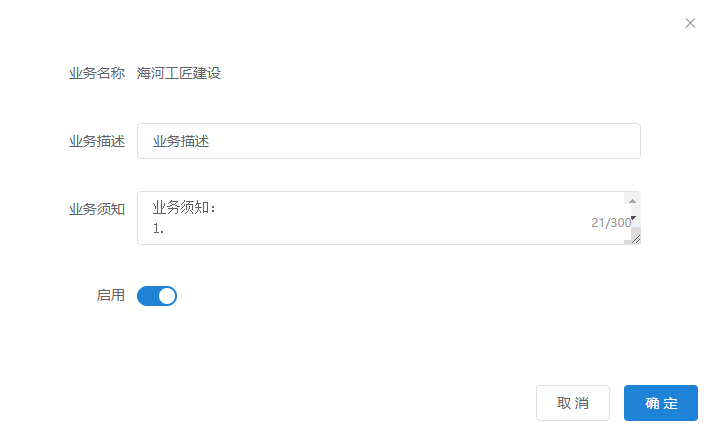 业务名称 海河工匠建设
业务描述 业务描述
业务须知 业务须知：
1.
21/300
启用
取消 确定